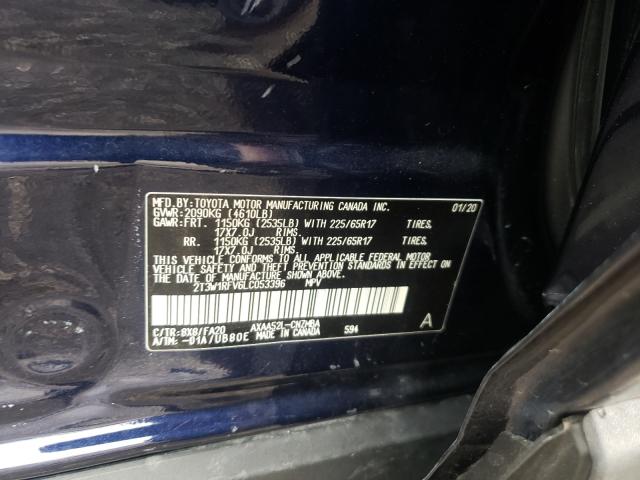 MFD.BY:TOYOTA MOTOR MANUFACTURING CANADA INC. 01/20
GVWR:2090KG (4610LB)
GAWR:FRT. 1150KG (2535LB) WITH 225/65R17 TIRES,
17X7.0J RIMS.
RR. 1150KG (2535LB) WITH 225/65R17 TIRES,
17X7.0J RIMS.
THIS VEHICLE CONFORMS TO ALL APPLICABLE FEDERAL MOTOR
VEHICLE SAFETY AND THEFT PREVENTION STANDARDS IN EFFECT ON
THE DATE OF MANUFACTURE SHOWN ABOVE.
2T3W1RFV6LC053396 MPV
C/TR:8X8/FA20 AXAA52L-CNZMBA 594
A/TM: -01A/UB80E MADE IN CANADA
A